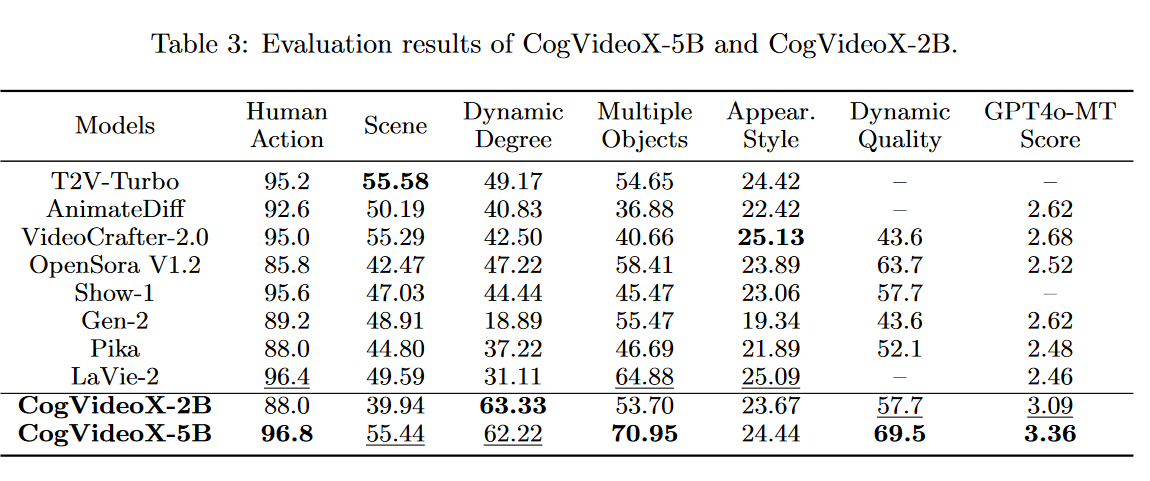 Table 3: Evaluation results of CogVideoX-5B and CogVideoX-2B.
Models Human Action Scene Dynamic Degree Multiple Objects Appear. Style Dynamic Quality GPT4o-MT Score
T2V-Turbo 95.2 55.58 49.17 54.65 24.42 – –
AnimateDiff 92.6 50.19 40.83 36.88 22.42 – 2.62
VideoCrafter-2.0 95.0 55.29 42.50 40.66 25.13 43.6 2.68
OpenSora V1.2 85.8 42.47 47.22 58.41 23.89 63.7 2.52
Show-1 95.6 47.03 44.44 45.47 23.06 57.7 –
Gen-2 89.2 48.91 18.89 55.47 19.34 43.6 2.62
Pika 88.0 44.80 37.22 46.69 21.89 52.1 2.48
LaVie-2 96.4 49.59 31.11 64.88 25.09 – 2.46
CogVideoX-2B 88.0 39.94 63.33 53.70 23.67 57.7 3.09
CogVideoX-5B 96.8 55.44 62.22 70.95 24.44 69.5 3.36